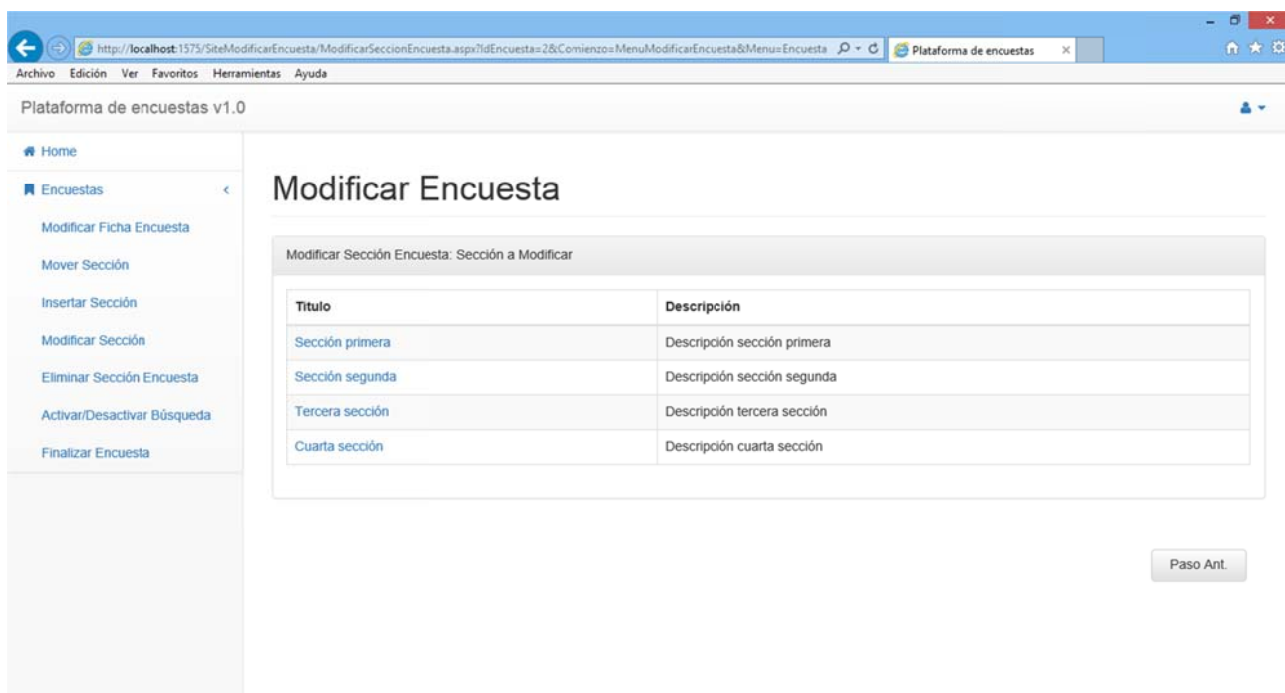 http://localhost:1575/SiteModificarEncuesta/ModificarSeccionEncuesta.aspx?IdEncuesta=2&Comienzo=MenuModificarEncuesta&Menu=Encuesta
Plataforma de encuestas
Archivo Edición Ver Favoritos Herramientas Ayuda
Plataforma de encuestas v1.0
Home
Encuestas
Modificar Ficha Encuesta
Mover Sección
Insertar Sección
Modificar Sección
Eliminar Sección Encuesta
Activar/Desactivar Búsqueda
Finalizar Encuesta
Modificar Encuesta
Modificar Sección Encuesta: Sección a Modificar
Titulo Descripción
Sección primera Descripción sección primera
Sección segunda Descripción sección segunda
Tercera sección Descripción tercera sección
Cuarta sección Descripción cuarta sección
Paso Ant.